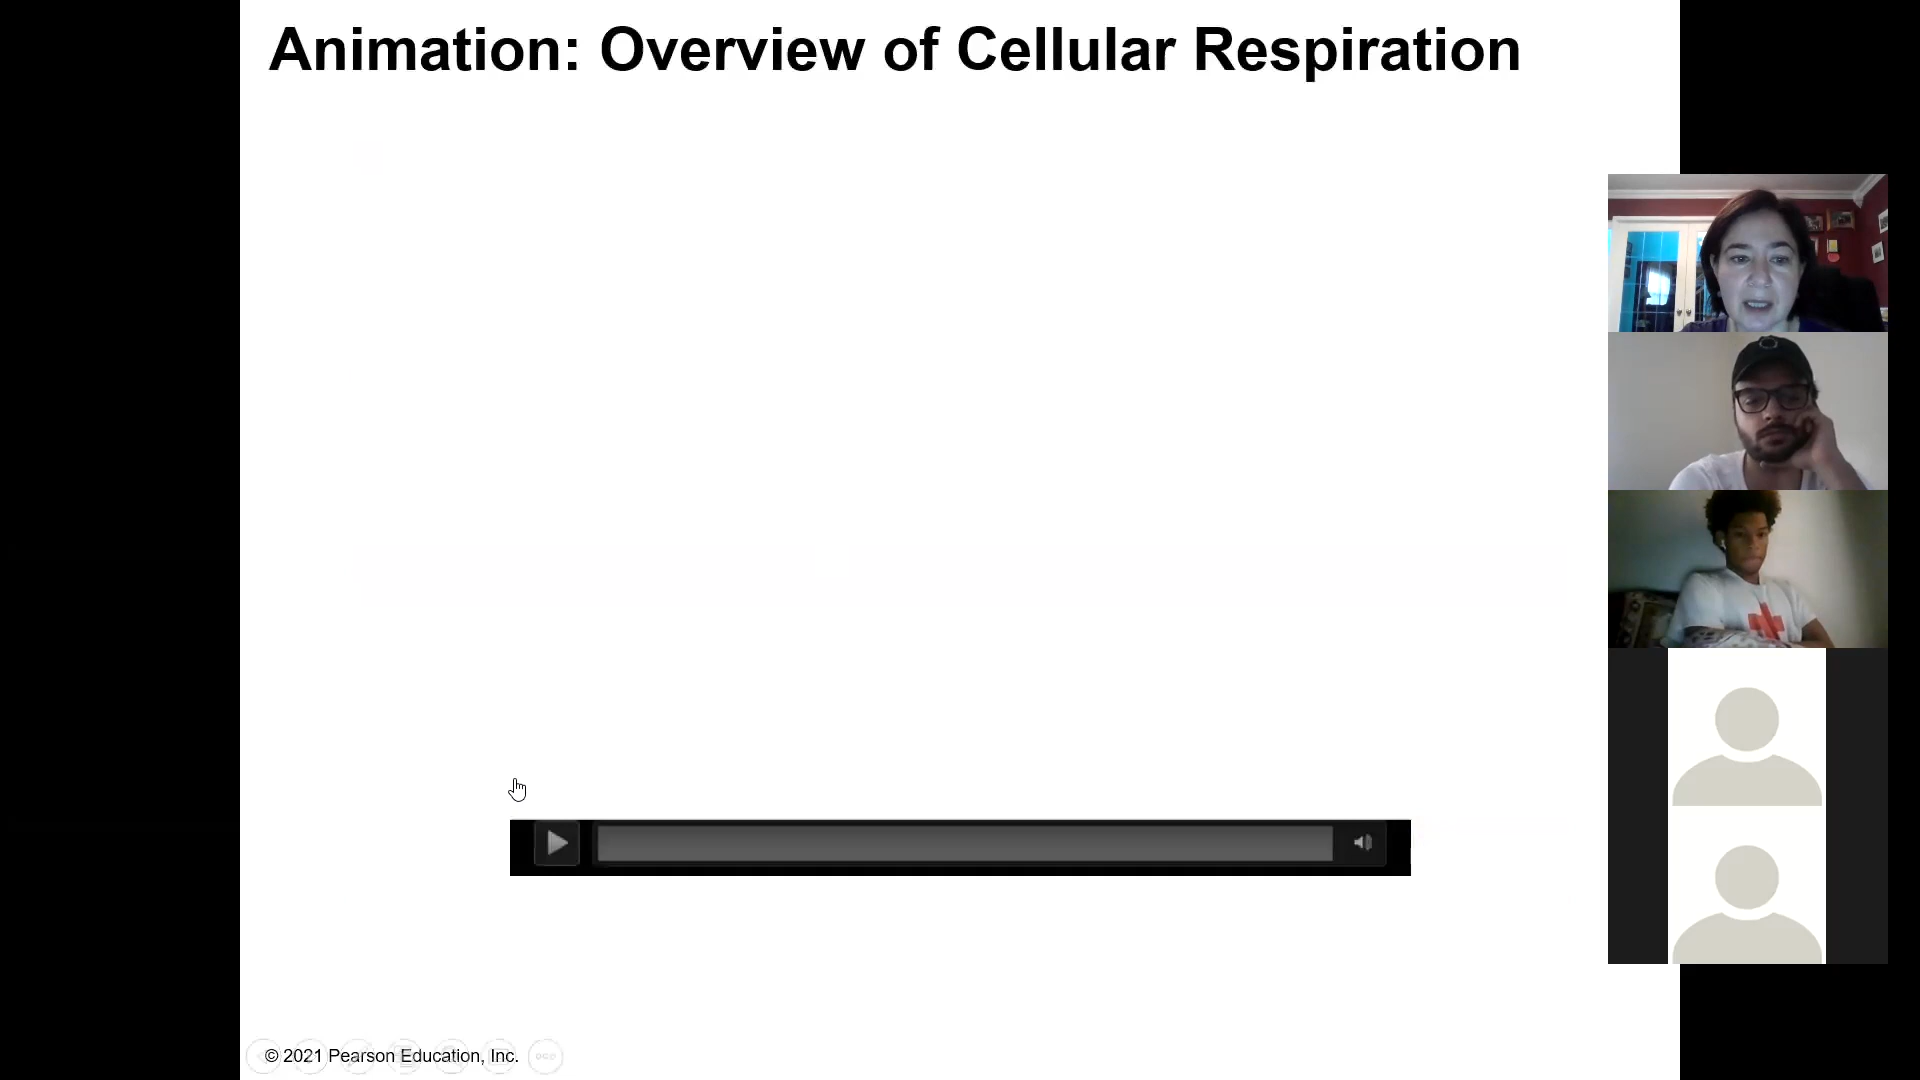 Animation: Overview of Cellular Respiration
© 2021 Pearson Education, Inc.